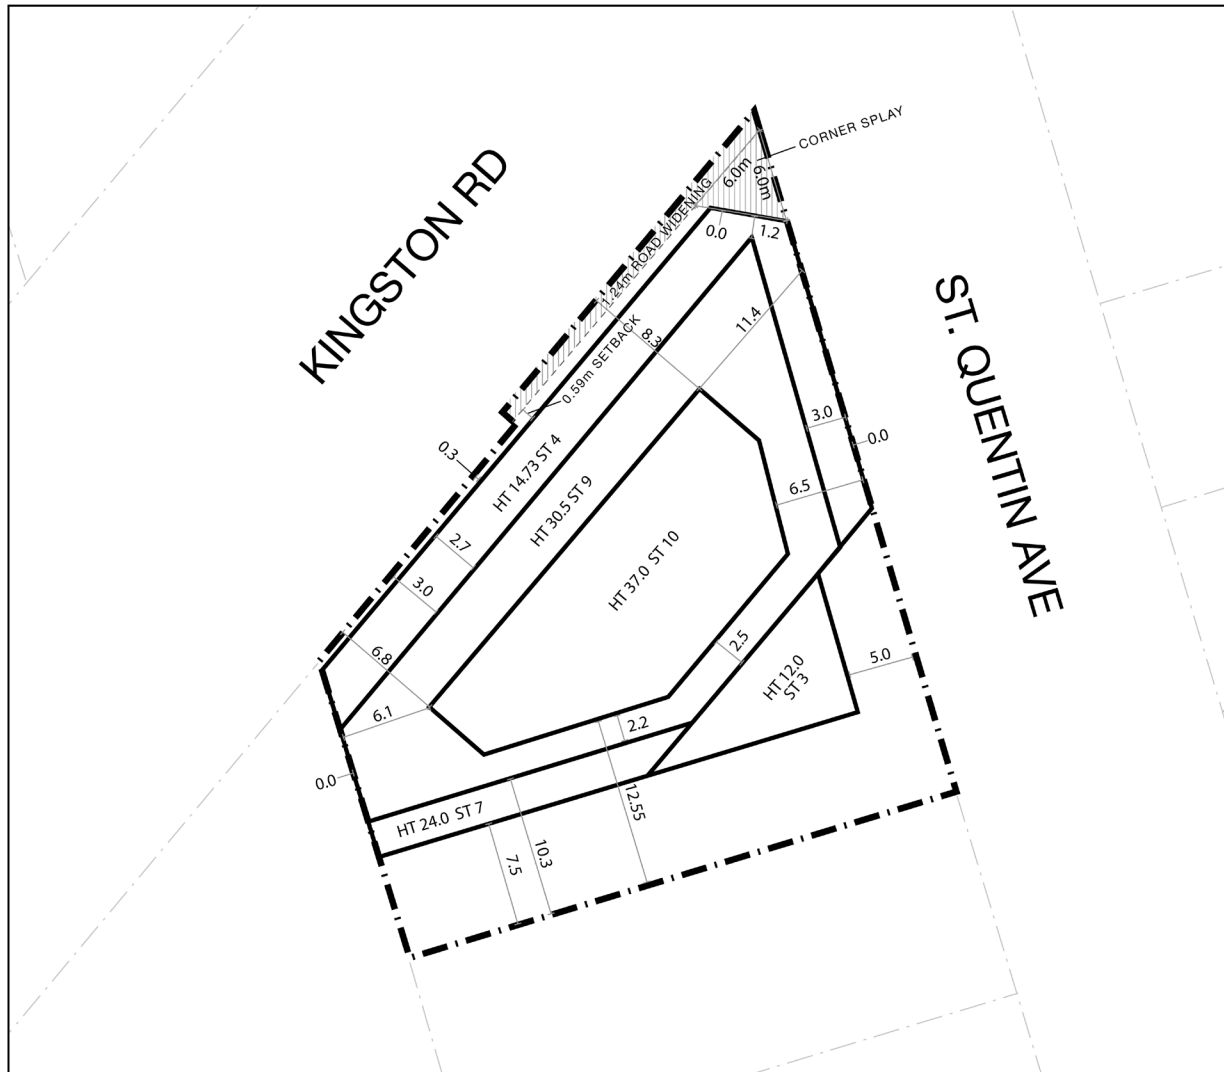 CORNER SPLAY
6.0m
6.0m
KINGSTON RD
1.24m ROAD WIDENING
0.0
1.2
ST. QUENTIN AVE
8.3
11.4
0.59m SETBACK
3.0
0.0
0.3
HT 14.73 ST 4
HT 30.5 ST 9
6.5
2.7
HT 37.0 ST 10
3.0
6.8
2.5
5.0
HT 12.0
ST 3
6.1
2.2
0.0
12.55
HT 24.0 ST 7
10.3
7.5